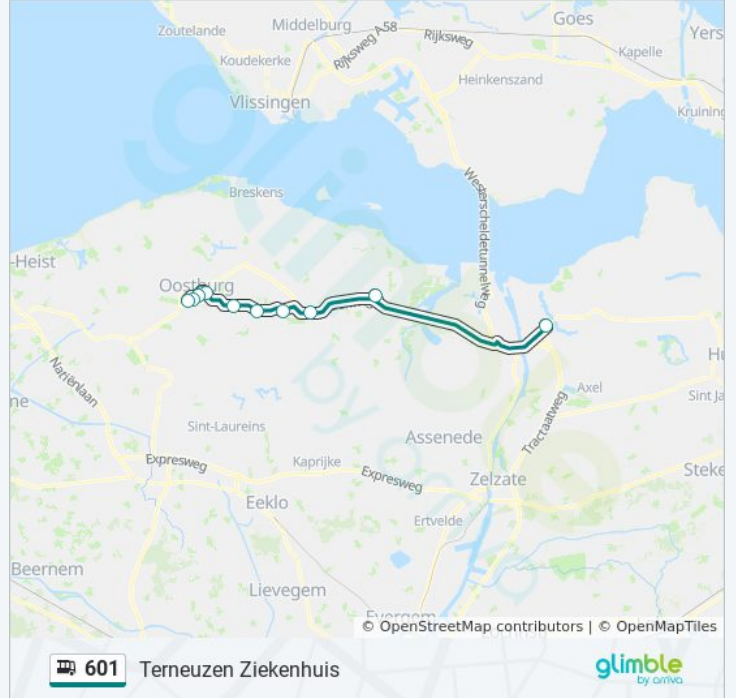 Zoutelande
Middelburg
Goes
Yers
Rijksweg A58
Rijksweg
Koudekerke
Kapelle
Heinkenszand
Vlissingen
Kruining
Westerscheldetunnelweg
Breskens
-Heist
Oostburg
Natiënlaan
Axel
Hu
ne
Sint Ja
Tractaatweg
Sint-Laureins
Assenede
Expresweg
Kaprijke
Expresweg
Zelzate
Steke
Eeklo
Ertvelde
Beernem
Lievegem
Evergem
© OpenStreetMap contributors | © OpenMapTiles
601 Terneuzen Ziekenhuis
glimble
by arriva